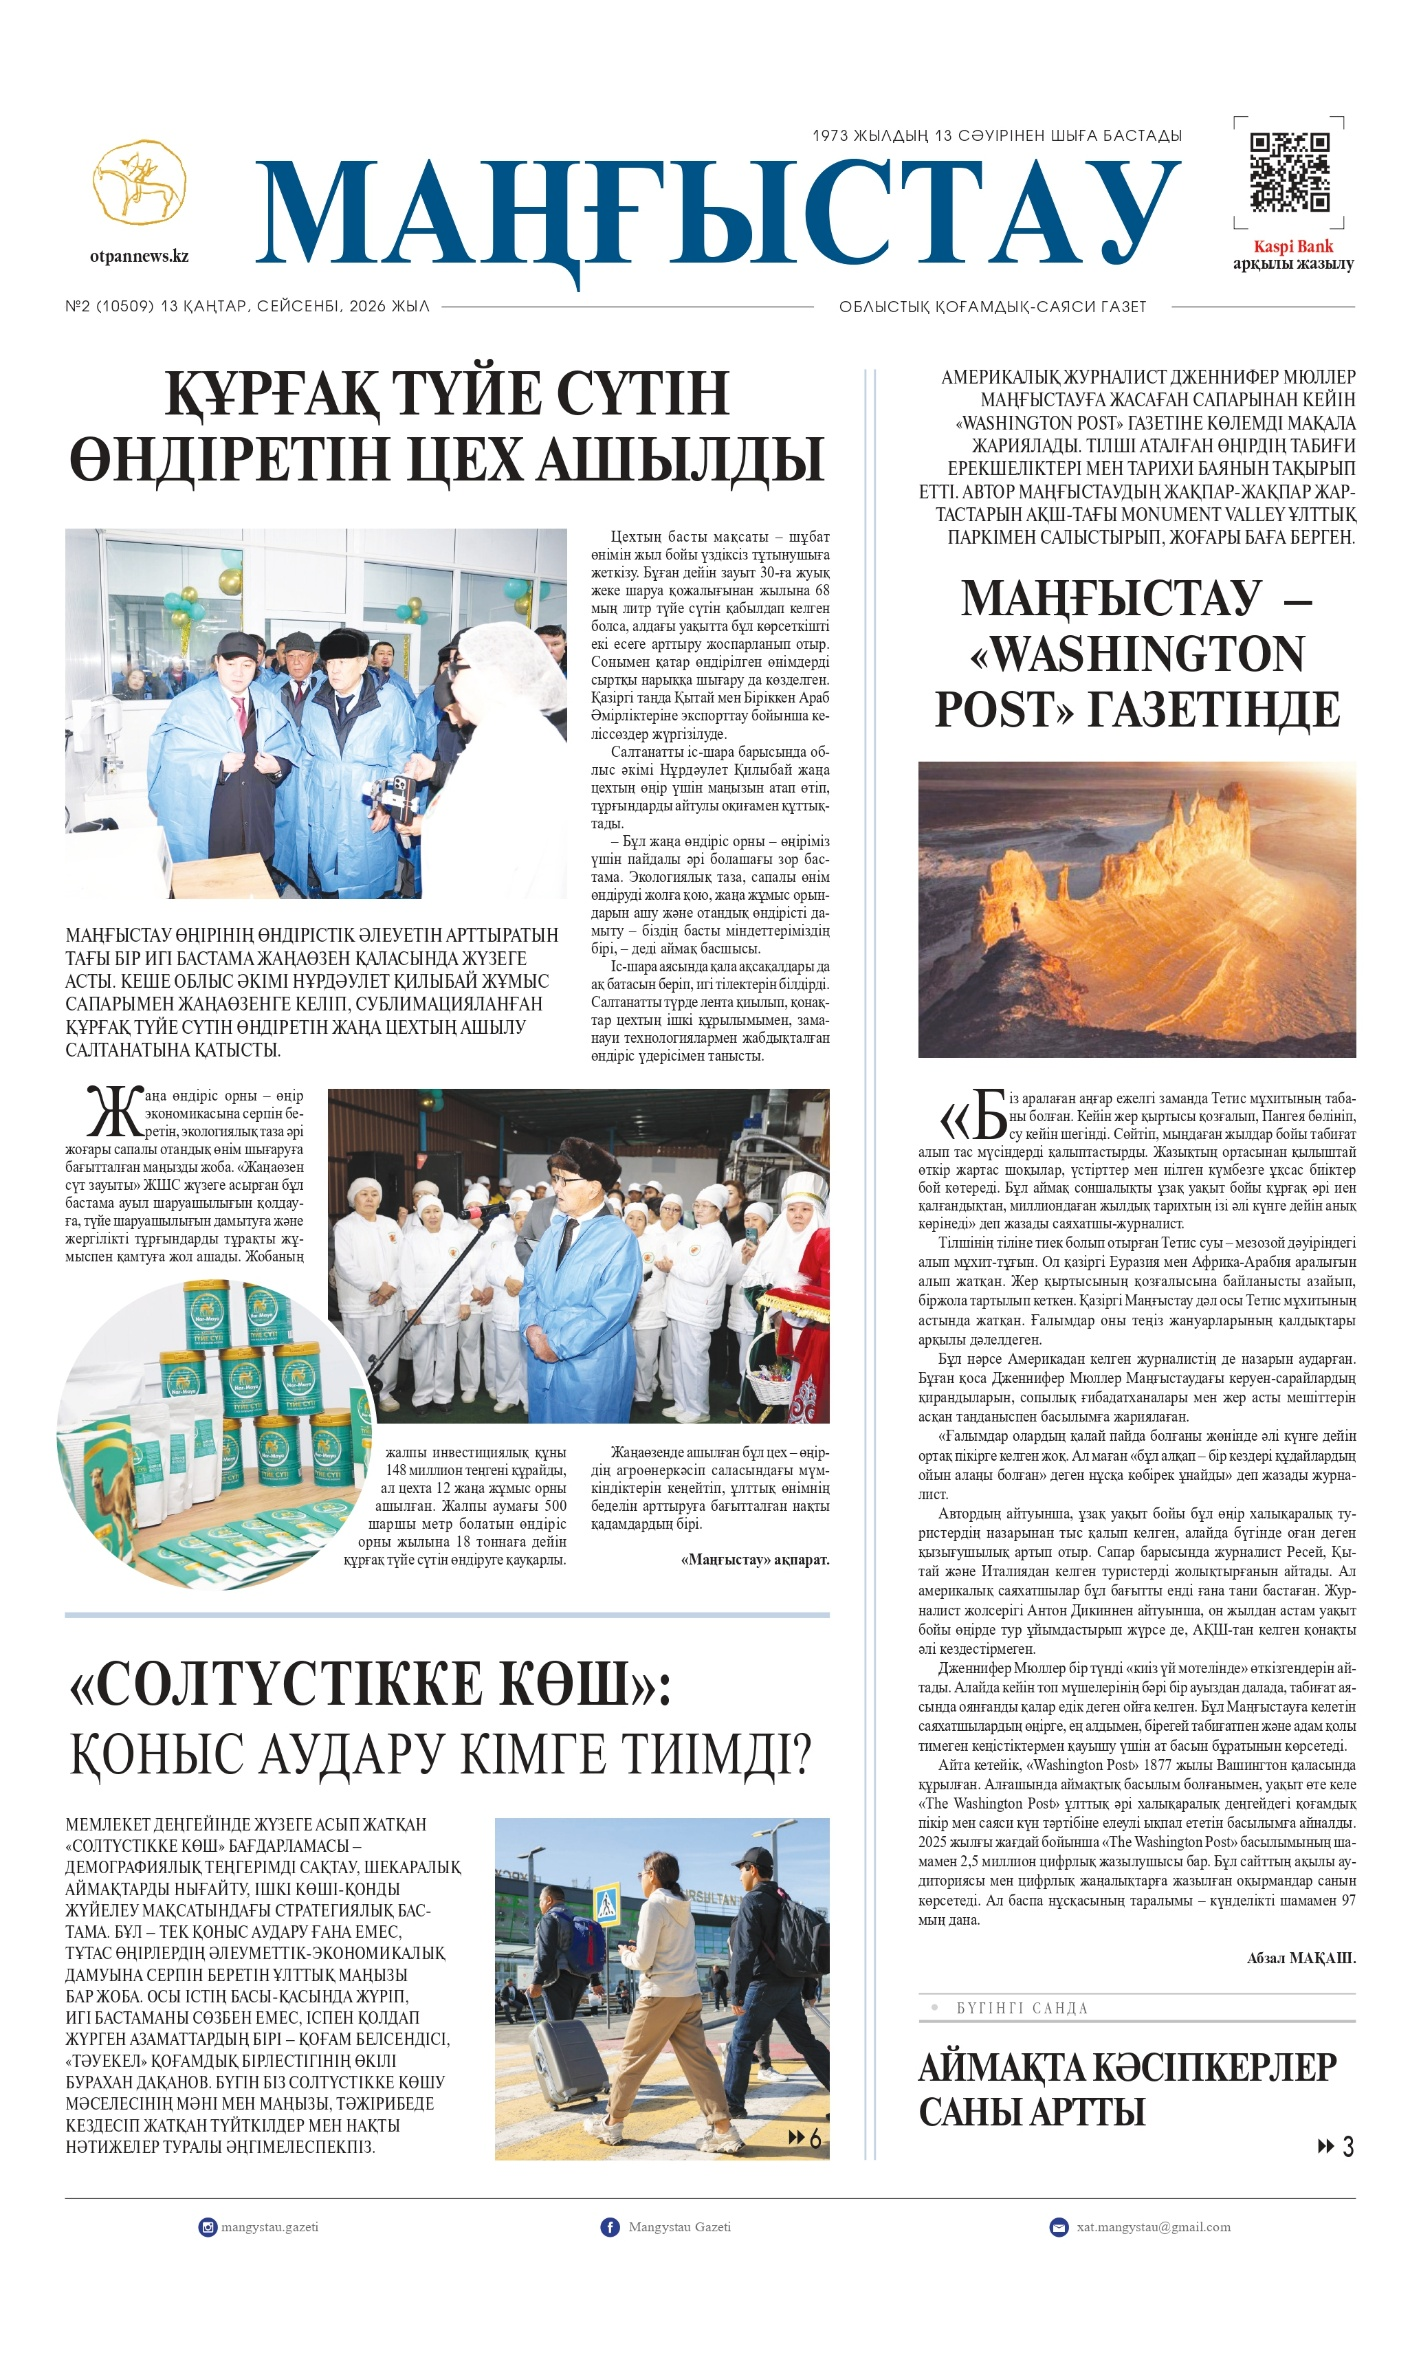 1973 ЖЫЛДЫҢ 13 СӘУІРІНЕН ШЫҒА БАСТАДЫ
МАҢҒЫСТАУ
otpannews.kz
Kaspi Bank
арқылы жазылу
№2 (10509) 13 ҚАҢТАР, СЕЙСЕНБІ, 2026 ЖЫЛ
ОБЛЫСТЫҚ ҚОҒАМДЫҚ-САЯСИ ГАЗЕТ
ҚҰРҒАҚ ТҮЙЕ СҮТІН
ӨНДІРЕТІН ЦЕХ АШЫЛДЫ
МАҢҒЫСТАУ ӨҢІРІНІҢ ӨНДІРІСТІК ӘЛЕУЕТІН АРТТЫРАТЫН
ТАҒЫ БІР ИГІ БАСТАМА ЖАҢАӨЗЕН ҚАЛАСЫНДА ЖҮЗЕГЕ
АСТЫ. КЕШЕ ОБЛЫС ӘКІМІ НҰРДӘУЛЕТ ҚИЛЫБАЙ ЖҰМЫС
САПАРЫМЕН ЖАҢАӨЗЕНГЕ КЕЛІП, СУБЛИМАЦИЯЛАНҒАН
ҚҰРҒАҚ ТҮЙЕ СҮТІН ӨНДІРЕТІН ЖАҢА ЦЕХТЫҢ АШЫЛУ
САЛТАНАТЫНА ҚАТЫСТЫ.
Жаңа өндіріс орны – өңір
экономикасына серпін бе-
ретін, экологиялық таза әрі
жоғары сапалы отандық өнім шығаруға
бағытталған маңызды жоба. «Жаңаөзен
сүт зауыты» ЖШС жүзеге асырған бұл
бастама ауыл шаруашылығын қолдау-
ға, түйе шаруашылығын дамытуға және
жергілікті тұрғындарды тұрақты жұ-
мыспен қамтуға жол ашады. Жобаның
жалпы инвестициялық құны
148 миллион теңгені құрайды,
ал цехта 12 жаңа жұмыс орны
ашылған. Жалпы аумағы 500
шаршы метр болатын өндіріс
орны жылына 18 тоннаға дейін
құрғақ түйе сүтін өндіруге қауқарлы.
Цехтың басты мақсаты – шұбат
өнімін жыл бойы үздіксіз тұтынушыға
жеткізу. Бұған дейін зауыт 30-ға жуық
жеке шаруа қожалығынан жылына 68
мың литр түйе сүтін қабылдап келген
болса, алдағы уақытта бұл көрсеткішті
екі есеге арттыру жоспарланып отыр.
Сонымен қатар өндірілген өнімдерді
сыртқы нарыққа шығару да көзделген.
Қазіргі таңда Қытай мен Біріккен Араб
Әмірліктеріне экспорттау бойынша ке-
ліссөздер жүргізілуде.
Салтанатты іс-шара барысында об-
лыс әкімі Нұрдәулет Қилыбай жаңа
цехтың өңір үшін маңызын атап өтіп,
тұрғындарды айтулы оқиғамен құттық-
тады.
– Бұл жаңа өндіріс орны – өңіріміз
үшін пайдалы әрі болашағы зор бас-
тама. Экологиялық таза, сапалы өнім
өндіруді жолға қою, жаңа жұмыс орын-
дарын ашу және отандық өндірісті да-
мыту – біздің басты міндеттеріміздің
бірі, – деді аймақ басшысы.
Іс-шара аясында қала ақсақалдары да
ақ батасын беріп, игі тілектерін білдірді.
Салтанатты түрде лента қиылып, қонақ-
тар цехтың ішкі құрылымымен, зама-
науи технологиялармен жабдықталған
өндіріс үдерісімен танысты.
Жаңаөзенде ашылған бұл цех – өңір-
дің агроөнеркәсіп саласындағы мүм-
кіндіктерін кеңейтіп, ұлттық өнімнің
беделін арттыруға бағытталған нақты
қадамдардың бірі.
«Маңғыстау» ақпарат.
«СОЛТҮСТІККЕ КӨШ»:
ҚОНЫС АУДАРУ КІМГЕ ТИІМДІ?
МЕМЛЕКЕТ ДЕҢГЕЙІНДЕ ЖҮЗЕГЕ АСЫП ЖАТҚАН
«СОЛТҮСТІККЕ КӨШ» БАҒДАРЛАМАСЫ –
ДЕМОГРАФИЯЛЫҚ ТЕҢГЕРІМДІ САҚТАУ, ШЕКАРАЛЫҚ
АЙМАҚТАРДЫ НЫҒАЙТУ, ІШКІ КӨШІ-ҚОНДЫ
ЖҮЙЕЛЕУ МАҚСАТЫНДАҒЫ СТРАТЕГИЯЛЫҚ БАС-
ТАМА. БҰЛ – ТЕК ҚОНЫС АУДАРУ ҒАНА ЕМЕС,
ТҰТАС ӨҢІРЛЕРДІҢ ӘЛЕУМЕТТІК-ЭКОНОМИКАЛЫҚ
ДАМУЫНА СЕРПІН БЕРЕТІН ҰЛТТЫҚ МАҢЫЗЫ
БАР ЖОБА. ОСЫ ІСТІҢ БАСЫ-ҚАСЫНДА ЖҮРІП,
ИГІ БАСТАМАНЫ СӨЗБЕН ЕМЕС, ІСПЕН ҚОЛДАП
ЖҮРГЕН АЗАМАТТАРДЫҢ БІРІ – ҚОҒАМ БЕЛСЕНДІСІ,
«ТӘУЕКЕЛ» ҚОҒАМДЫҚ БІРЛЕСТІГІНІҢ ӨКІЛІ
БУРАХАН ДАҚАНОВ. БҮГІН БІЗ СОЛТҮСТІККЕ КӨШУ
МӘСЕЛЕСІНІҢ МӘНІ МЕН МАҢЫЗЫ, ТӘЖІРИБЕДЕ
КЕЗДЕСІП ЖАТҚАН ТҮЙТКІЛДЕР МЕН НАҚТЫ
НӘТИЖЕЛЕР ТУРАЛЫ ӘҢГІМЕЛЕСПЕКПІЗ.
6
АМЕРИКАЛЫҚ ЖУРНАЛИСТ ДЖЕННИФЕР МЮЛЛЕР
МАҢҒЫСТАУҒА ЖАСАҒАН САПАРЫНАН КЕЙІН
«WASHINGTON POST» ГАЗЕТІНЕ КӨЛЕМДІ МАҚАЛА
ЖАРИЯЛАДЫ. ТІЛШІ АТАЛҒАН ӨҢІРДІҢ ТАБИҒИ
ЕРЕКШЕЛІКТЕРІ МЕН ТАРИХИ БАЯНЫН ТАҚЫРЫП
ЕТТІ. АВТОР МАҢҒЫСТАУДЫҢ ЖАҚПАР-ЖАҚПАР ЖАР-
ТАСТАРЫН АҚШ-ТАҒЫ MONUMENT VALLEY ҰЛТТЫҚ
ПАРКІМЕН САЛЫСТЫРЫП, ЖОҒАРЫ БАҒА БЕРГЕН.
МАҢҒЫСТАУ –
«WASHINGTON
POST» ГАЗЕТІНДЕ
«Біз аралаған аңғар ежелгі заманда Тетис мұхитының таба-
ны болған. Кейін жер қыртысы қозғалып, Пангея бөлініп,
су кейін шегінді. Сөйтіп, мыңдаған жылдар бойы табиғат
алып тас мүсіндерді қалыптастырды. Жазықтың ортасынан қылыштай
өткір жартас шоқылар, үстірттер мен иілген күмбезге ұқсас биіктер
бой көтереді. Бұл аймақ соншалықты ұзақ уақыт бойы құрғақ әрі иен
қалғандықтан, миллиондаған жылдық тарихтың ізі әлі күнге дейін анық
көрінеді» деп жазады саяхатшы-журналист.
Тілшінің тіліне тиек болып отырған Тетис суы – мезозой дәуіріндегі
алып мұхит-тұғын. Ол қазіргі Еуразия мен Африка-Арабия аралығын
алып жатқан. Жер қыртысының қозғалысына байланысты азайып,
біржола тартылып кеткен. Қазіргі Маңғыстау дәл осы Тетис мұхитының
астында жатқан. Ғалымдар оны теңіз жануарларының қалдықтары
арқылы дәлелдеген.
Бұл нәрсе Америкадан келген журналистің де назарын аударған.
Бұған қоса Дженнифер Мюллер Маңғыстаудағы керуен-сарайлардың
қирандыларын, сопылық ғибадатханалары мен жер асты мешіттерін
асқан таңданыспен басылымға жариялаған.
«Ғалымдар олардың қалай пайда болғаны жөнінде әлі күнге дейін
ортақ пікірге келген жоқ. Ал маған «бұл алқап – бір кездері құдайлардың
ойын алаңы болған» деген нұсқа көбірек ұнайды» деп жазады журна-
лист.
Автордың айтуынша, ұзақ уақыт бойы бұл өңір халықаралық ту-
ристердің назарынан тыс қалып келген, алайда бүгінде оған деген
қызығушылық артып отыр. Сапар барысында журналист Ресей, Қы-
тай және Италиядан келген туристерді жолықтырғанын айтады. Ал
америкалық саяхатшылар бұл бағытты енді ғана тани бастаған. Жур-
налист жолсерігі Антон Дикиннен айтуынша, он жылдан астам уақыт
бойы өңірде тур ұйымдастырып жүрсе де, АҚШ-тан келген қонақты
әлі кездестірмеген.
Дженнифер Мюллер бір түнді «киіз үй мотелінде» өткізгендерін ай-
тады. Алайда кейін топ мүшелерінің бәрі бір ауыздан далада, табиғат ая-
сында оянғанды қалар едік деген ойға келген. Бұл Маңғыстауға келетін
саяхатшылардың өңірге, ең алдымен, бірегей табиғатпен және адам қолы
тимеген кеңістіктермен қауышу үшін ат басын бұратынын көрсетеді.
Айта кетейік, «Washington Post» 1877 жылы Вашингтон қаласында
құрылған. Алғашында аймақтық басылым болғанымен, уақыт өте келе
«The Washington Post» ұлттық әрі халықаралық деңгейдегі қоғамдық
пікір мен саяси күн тәртібіне елеулі ықпал ететін басылымға айналды.
2025 жылғы жағдай бойынша «The Washington Post» басылымының ша-
мамен 2,5 миллион цифрлық жазылушысы бар. Бұл сайттың ақылы ау-
диториясы мен цифрлық жаңалықтарға жазылған оқырмандар санын
көрсетеді. Ал баспа нұсқасының таралымы – күнделікті шамамен 97
мың дана.
Абзал МАҚАШ.
БҮГІНГІ САНДА
АЙМАҚТА КӘСІПКЕРЛЕР
САНЫ АРТТЫ
3
mangystau.gazeti
Mangystau Gazeti
xat.mangystau@gmail.com